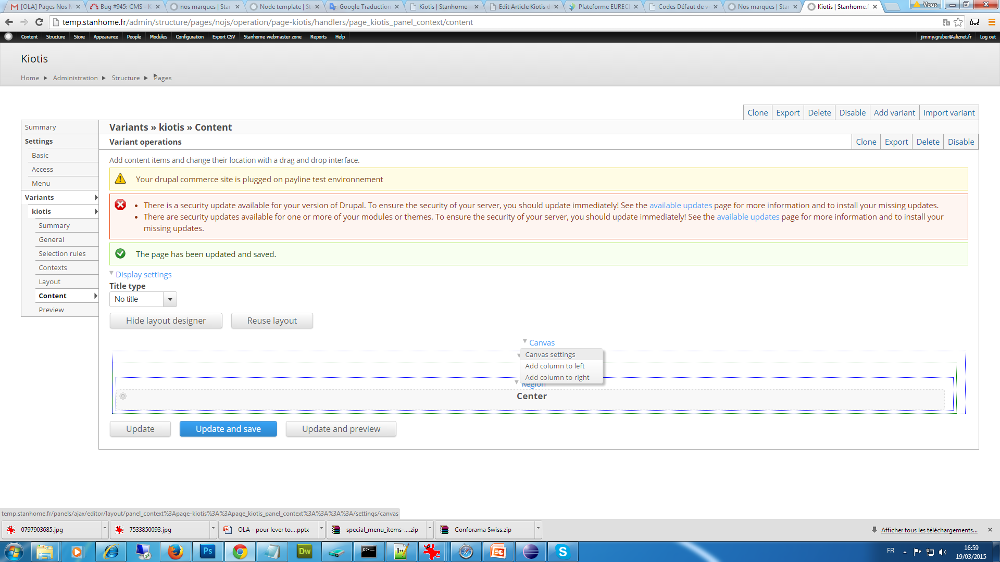 [OLA] Pages Nos M
Bug #945: CMS - K
nos marques | Star
Node template | St
Google Traduction
Kiotis | Stanhome
Edit Article Kiotis d
Plateforme EURECI
Codes Défaut de v
Nos marques | Sta
Kiotis | Stanhome.f
Vous
temp.stanhome.fr/admin/structure/pages/nojs/operation/page-kiotis/handlers/page_kiotis_panel_context/content
Content Structure Store Appearance People Modules Configuration Export CSV Stanhome webmaster zone Reports Help jimmy.gruber@aliznet.fr Log out
Kiotis
Home Administration Structure Pages
Clone Export Delete Disable Add variant Import variant
Summary
Settings
Basic
Access
Menu
Variants
kiotis
Summary
General
Selection rules
Contexts
Layout
Content
Preview
Variants » kiotis » Content
Variant operations
Clone Export Delete Disable
Add content items and change their location with a drag and drop interface.
Your drupal commerce site is plugged on payline test environnement
• There is a security update available for your version of Drupal. To ensure the security of your server, you should update immediately! See the available updates page for more information and to install your missing updates.
• There are security updates available for one or more of your modules or themes. To ensure the security of your server, you should update immediately! See the available updates page for more information and to install your
missing updates.
The page has been updated and saved.
Display settings
Title type
No title
Hide layout designer Reuse layout
Canvas
Canvas settings
Add column to left
Add column to right
Region
Center
Update Update and save Update and preview
temp.stanhome.fr/panels/ajax/editor/layout/panel_context%3Apage-kiotis%3A%3Apage_kiotis_panel_context%3A%3A%3A%3A/settings/canvas
0797903685.jpg 7533850093.jpg OLA - pour lever to....pptx special_menu_items-....zip Conforama Swiss.zip Afficher tous les téléchargements...
Ps Dw C:\ S
FR 16:59
19/03/2015